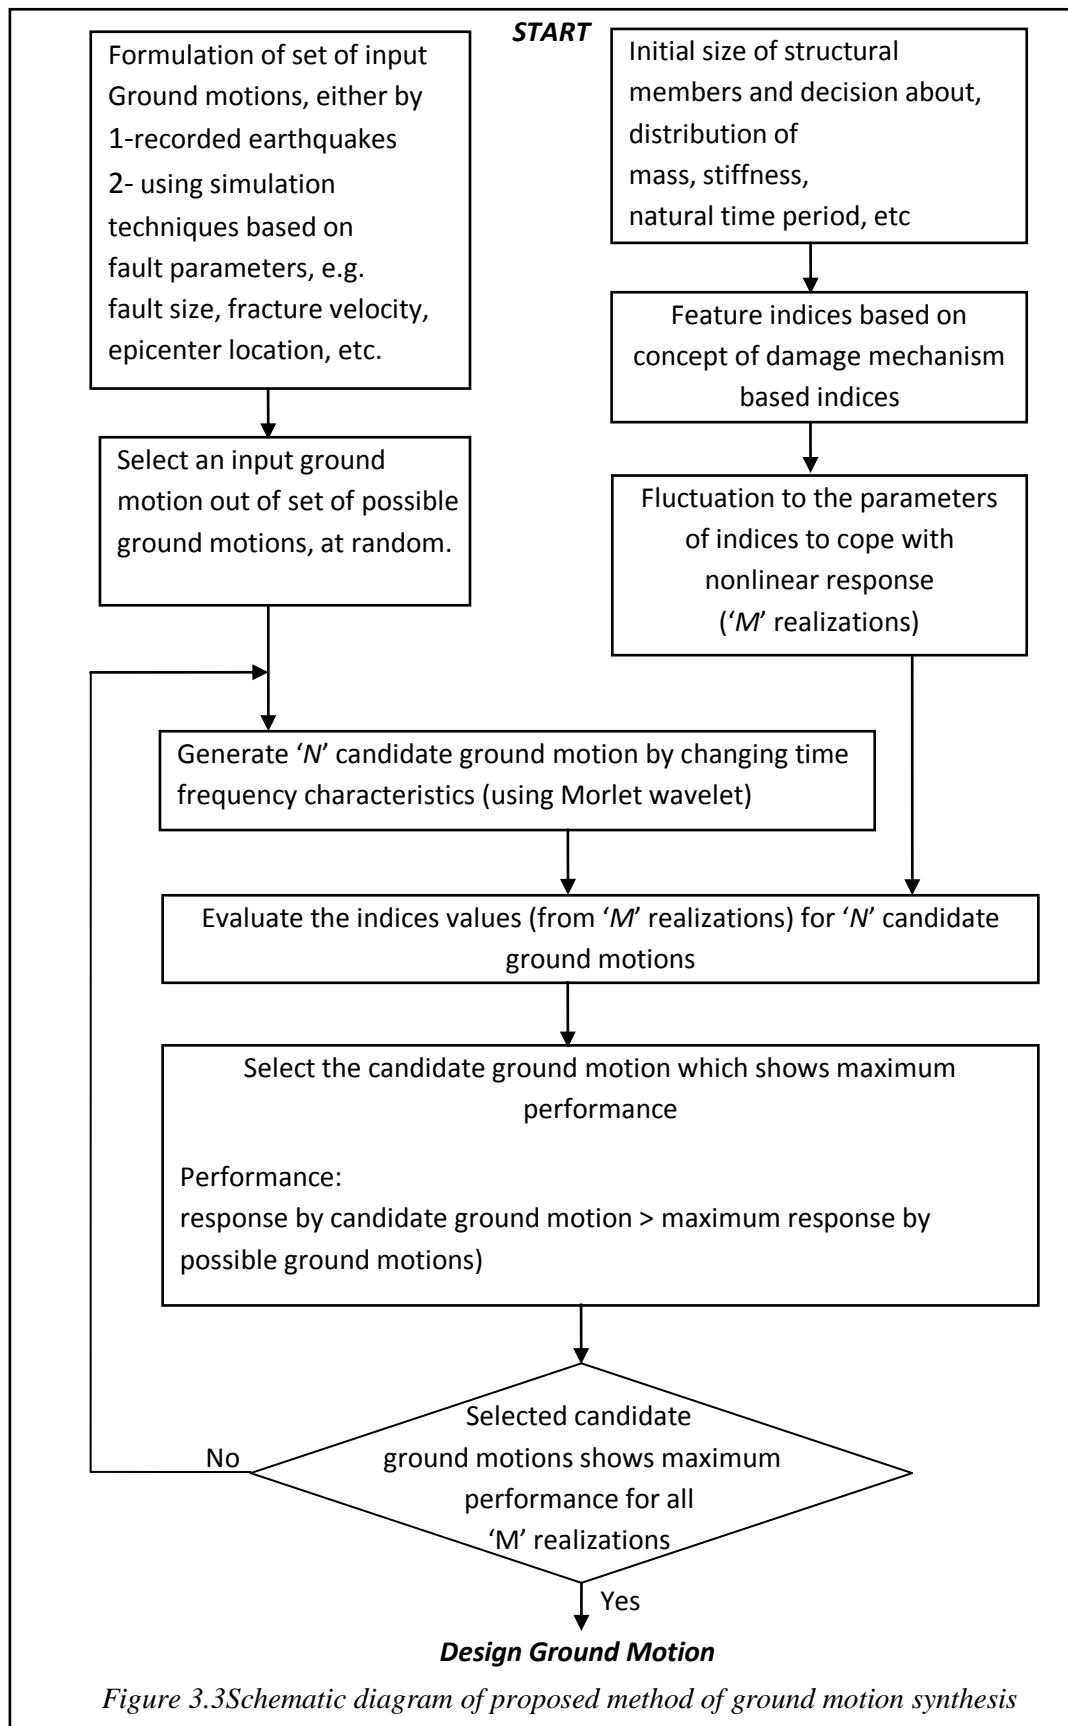 START
Formulation of set of input
Ground motions, either by
1-recorded earthquakes
2- using simulation
techniques based on
fault parameters, e.g.
fault size, fracture velocity,
epicenter location, etc.
Initial size of structural
members and decision about,
distribution of
mass, stiffness,
natural time period, etc
Feature indices based on
concept of damage mechanism
based indices
Select an input ground
motion out of set of possible
ground motions, at random.
Fluctuation to the parameters
of indices to cope with
nonlinear response
(‘M’ realizations)
Generate ‘N’ candidate ground motion by changing time
frequency characteristics (using Morlet wavelet)
Evaluate the indices values (from ‘M’ realizations) for ‘N’ candidate
ground motions
Select the candidate ground motion which shows maximum
performance
Performance:
response by candidate ground motion > maximum response by
possible ground motions)
Selected candidate
ground motions shows maximum
performance for all
‘M’ realizations
No
Yes
Design Ground Motion
Figure 3.3Schematic diagram of proposed method of ground motion synthesis